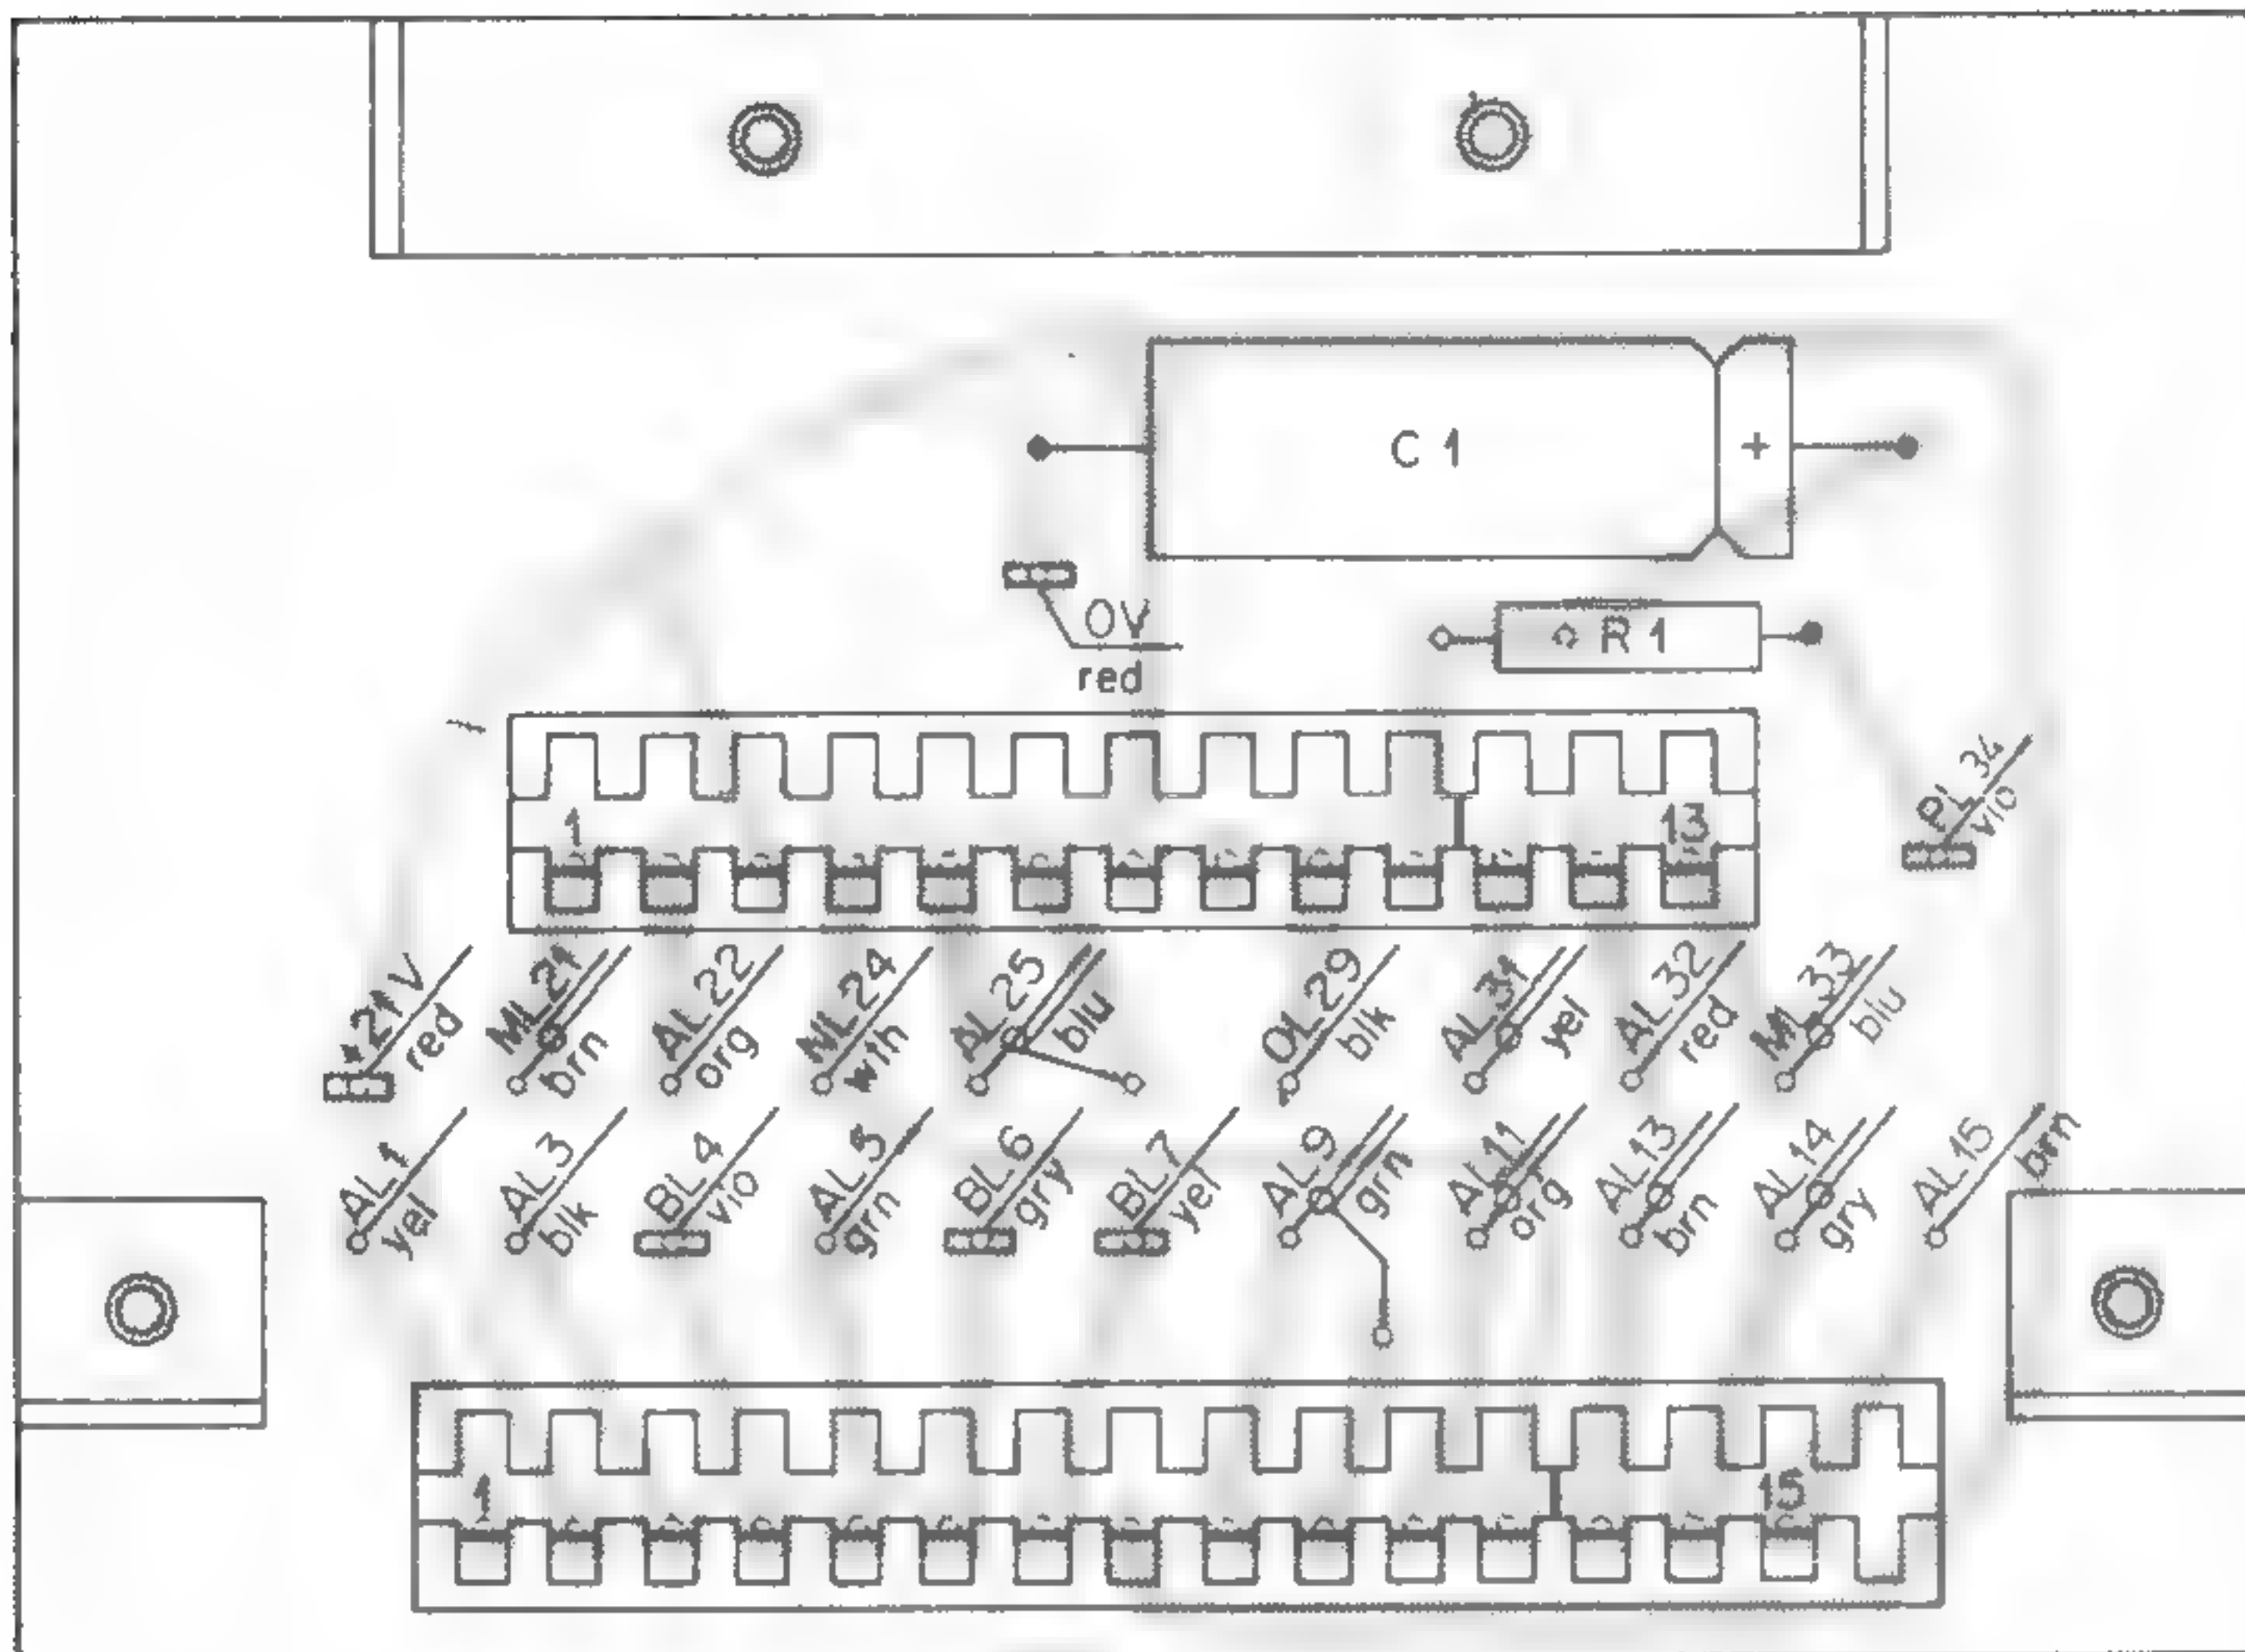 C 1 +
0V
red
R 1
PL 34
vio
1
13
+21V
red
ML 21
brn
AL 22
org
NL 24
wth
AL 25
blu
OL 29
blk
AL 31
yel
AL 32
red
ML 33
blu
AL 1
yel
AL 3
blk
BL 4
vio
AL 5
grn
BL 6
gry
BL 7
yel
AL 9
grn
AL 11
org
AL 13
brn
AL 14
gry
AL 15
brn
1
15